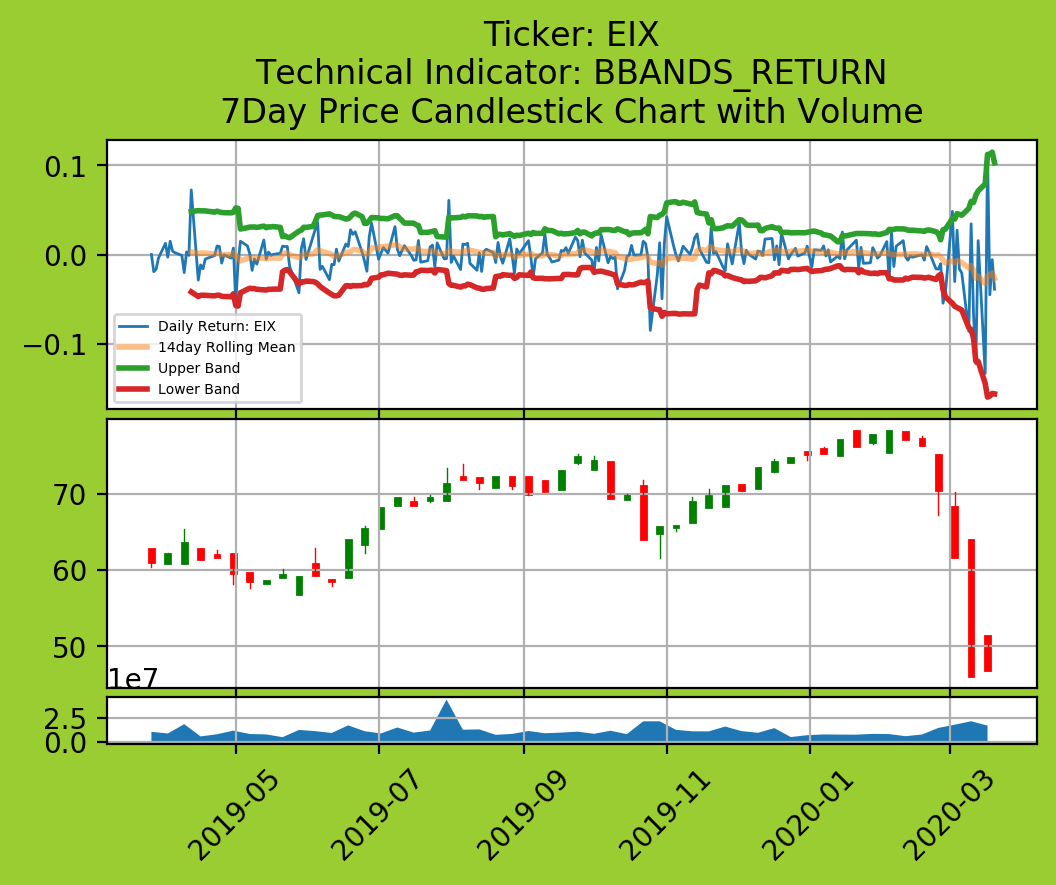 Ticker: EIX
Technical Indicator: BBANDS_RETURN
7Day Price Candlestick Chart with Volume
0.1
0.0
−0.1
Daily Return: EIX
14day Rolling Mean
Upper Band
Lower Band
70
60
50
1e7
2.5
0.0
2019-05
2019-07
2019-09
2019-11
2020-01
2020-03